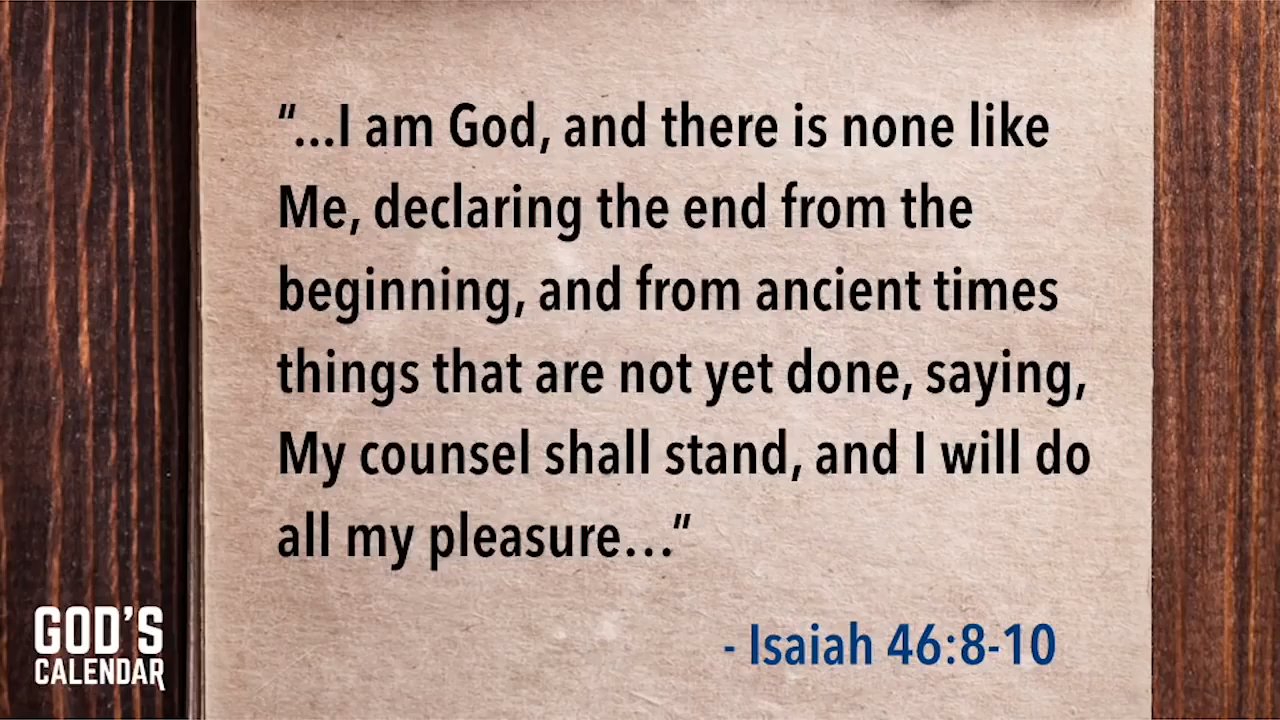 “...I am God, and there is none like
Me, declaring the end from the
beginning, and from ancient times
things that are not yet done, saying,
My counsel shall stand, and I will do
all my pleasure...”
- Isaiah 46:8-10
GOD'S
CALENDAR